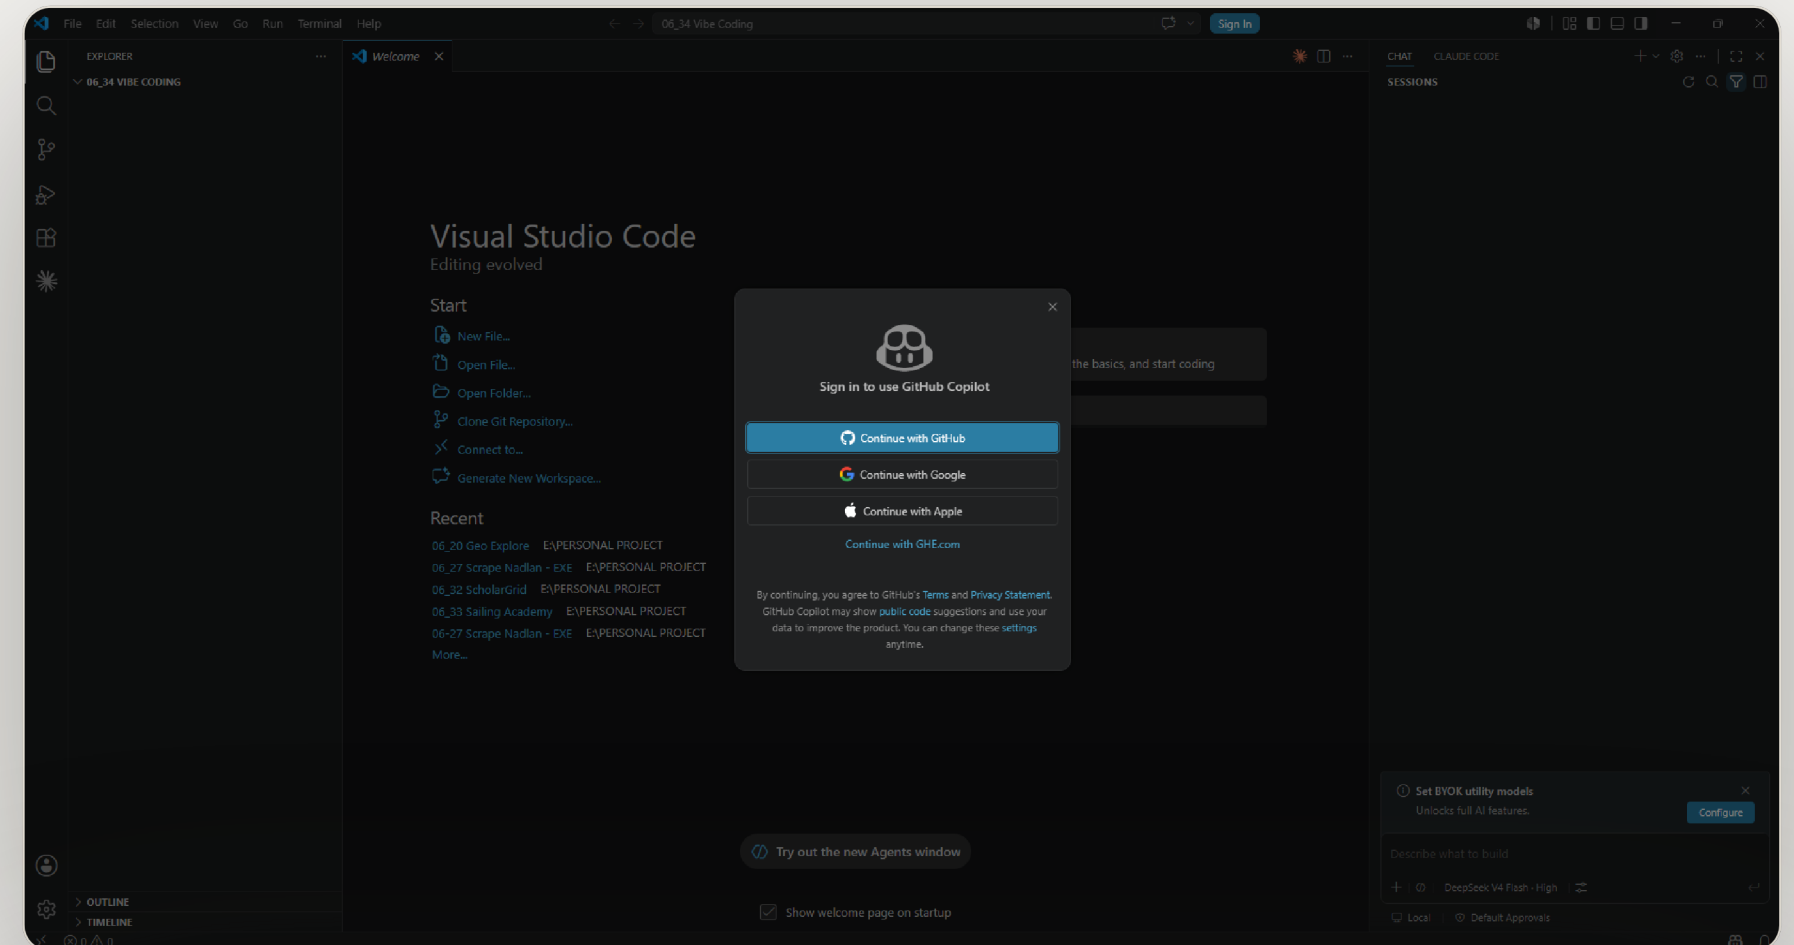 File Edit Selection View Go Run Terminal Help
06_34 Vibe Coding
Sign In
EXPLORER
06_34 VIBE CODING
Welcome
CHAT CLAUDE CODE
SESSIONS
Visual Studio Code
Editing evolved
Start
New File...
Open File...
Open Folder...
Clone Git Repository...
Connect to...
Generate New Workspace...
Recent
06_20 Geo Explore E:\PERSONAL PROJECT
06_27 Scrape Nadlan - EXE E:\PERSONAL PROJECT
06_32 ScholarGrid E:\PERSONAL PROJECT
06_33 Sailing Academy E:\PERSONAL PROJECT
06-27 Scrape Nadlan - EXE E:\PERSONAL PROJECT
More...
the basics, and start coding
Sign in to use GitHub Copilot
Continue with GitHub
Continue with Google
Continue with Apple
Continue with GHE.com
By continuing, you agree to GitHub's Terms and Privacy Statement.
GitHub Copilot may show public code suggestions and use your
data to improve the product. You can change these settings
anytime.
Try out the new Agents window
Show welcome page on startup
Set BYOK utility models
Unlocks full AI features.
Configure
Describe what to build
DeepSeek V4 Flash · High
Local Default Approvals
OUTLINE
TIMELINE
0 0